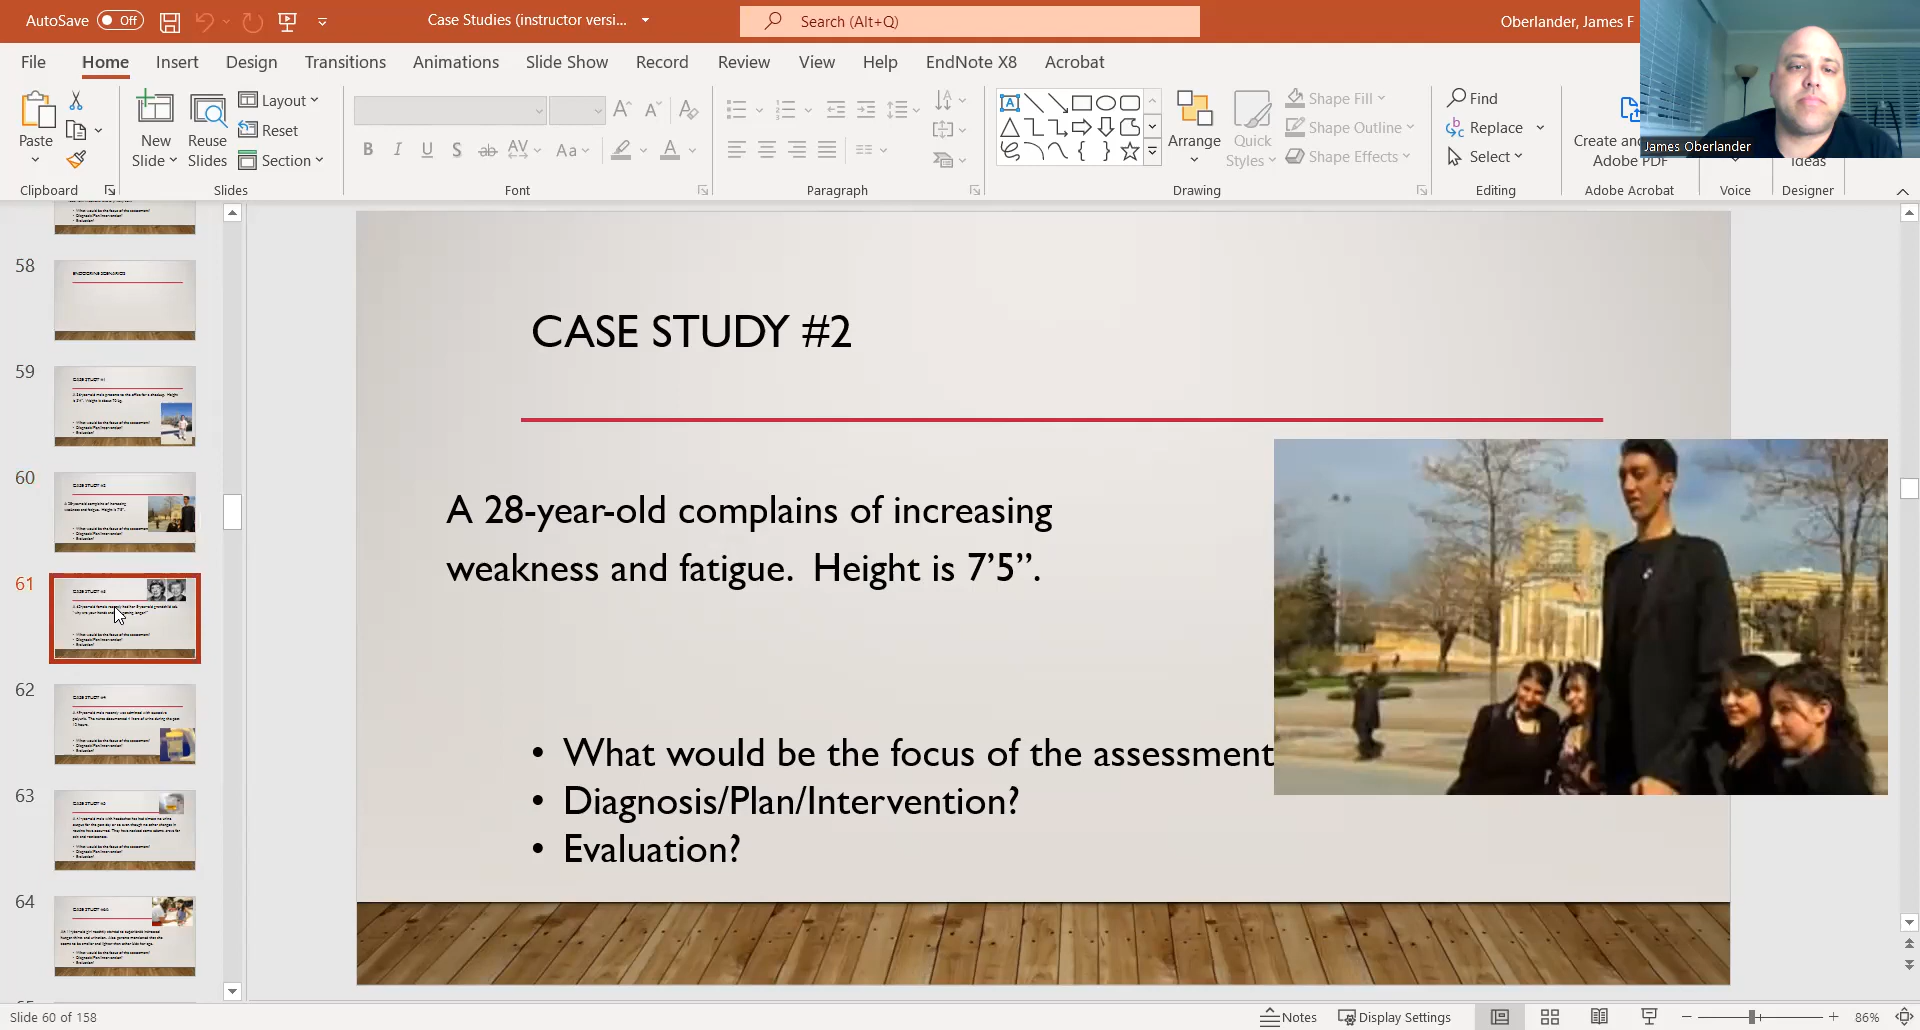 AutoSave Off
Case Studies (instructor versi...
Search (Alt+Q)
Oberlander, James F
File Home Insert Design Transitions Animations Slide Show Record Review View Help EndNote X8 Acrobat
Paste
New Slide
Reuse Slides
Layout
Reset
Section
B I U S ab AV Aa A
Arrange
Quick Styles
Shape Fill
Shape Outline
Shape Effects
Find
Replace
Select
Create and
Adobe PDF
Ideas
James Oberlander
Clipboard Slides Font Paragraph Drawing Editing Adobe Acrobat Voice Designer
58
59
60
61
62
63
64
CASE STUDY #2
A 28-year-old complains of increasing
weakness and fatigue. Height is 7’5”.
• What would be the focus of the assessment
• Diagnosis/Plan/Intervention?
• Evaluation?
Slide 60 of 158
Notes
Display Settings
86%